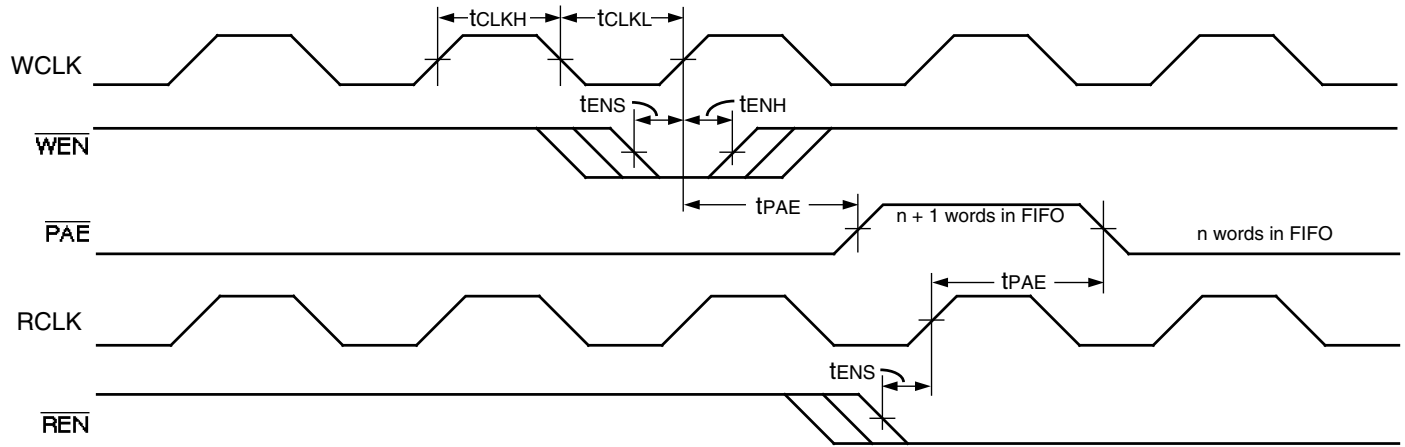 tCLKH
tCLKL
WCLK
tENS
tENH
WEN
tPAE
n + 1 words in FIFO
PAE
n words in FIFO
tPAE
RCLK
tENS
REN